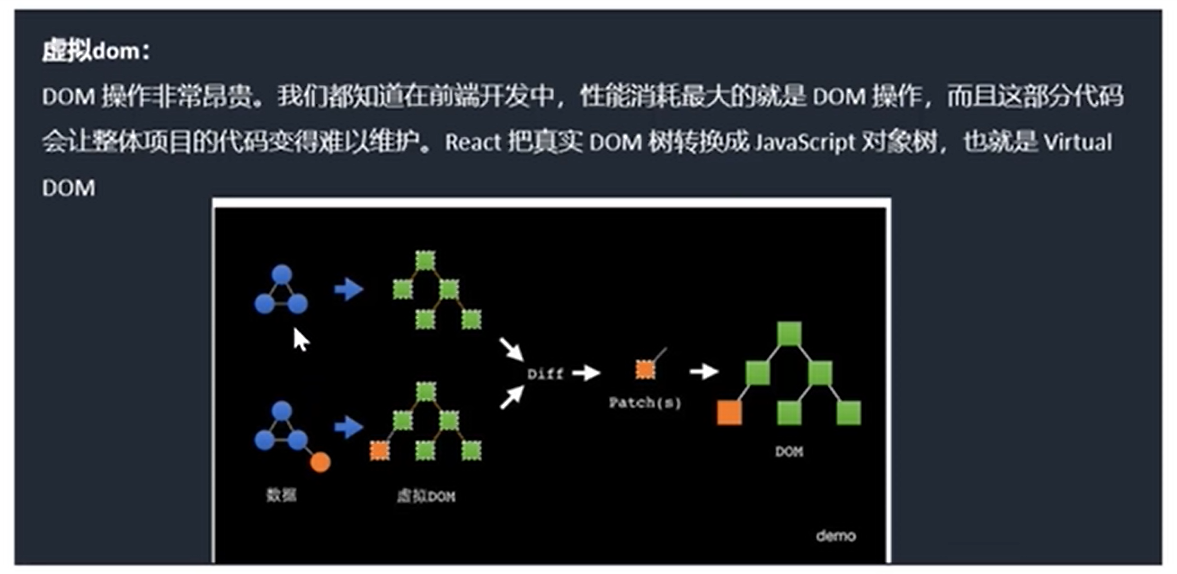 虚拟dom：
DOM 操作非常昂贵。我们都知道在前端开发中，性能消耗最大的就是 DOM 操作，而且这部分代码
会让整体项目的代码变得难以维护。React 把真实 DOM 树转换成 JavaScript 对象树，也就是 Virtual
DOM
Diff
Patch(s)
DOM
数据
虚拟DOM
demo